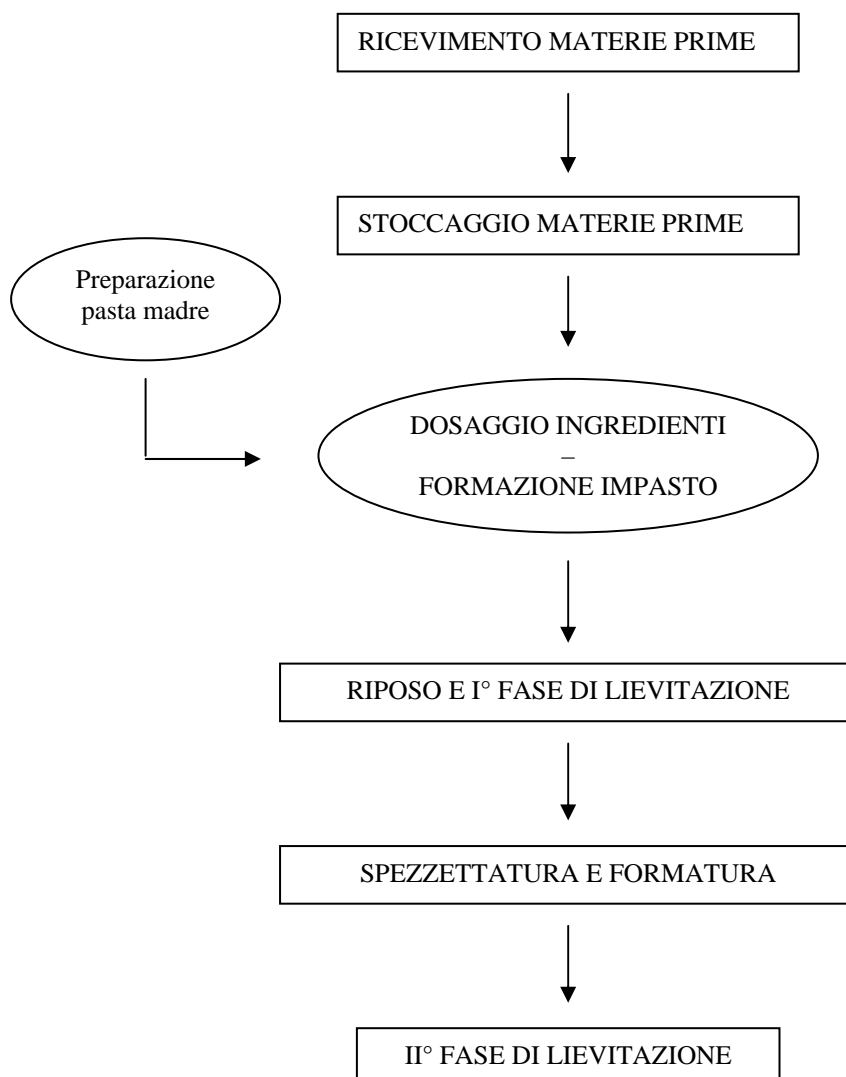 RICEVIMENTO MATERIE PRIME
STOCCAGGIO MATERIE PRIME
Preparazione
pasta madre
DOSAGGIO INGREDIENTI
–
FORMAZIONE IMPASTO
RIPOSO E I° FASE DI LIEVITAZIONE
SPEZZETTATURA E FORMATURA
II° FASE DI LIEVITAZIONE